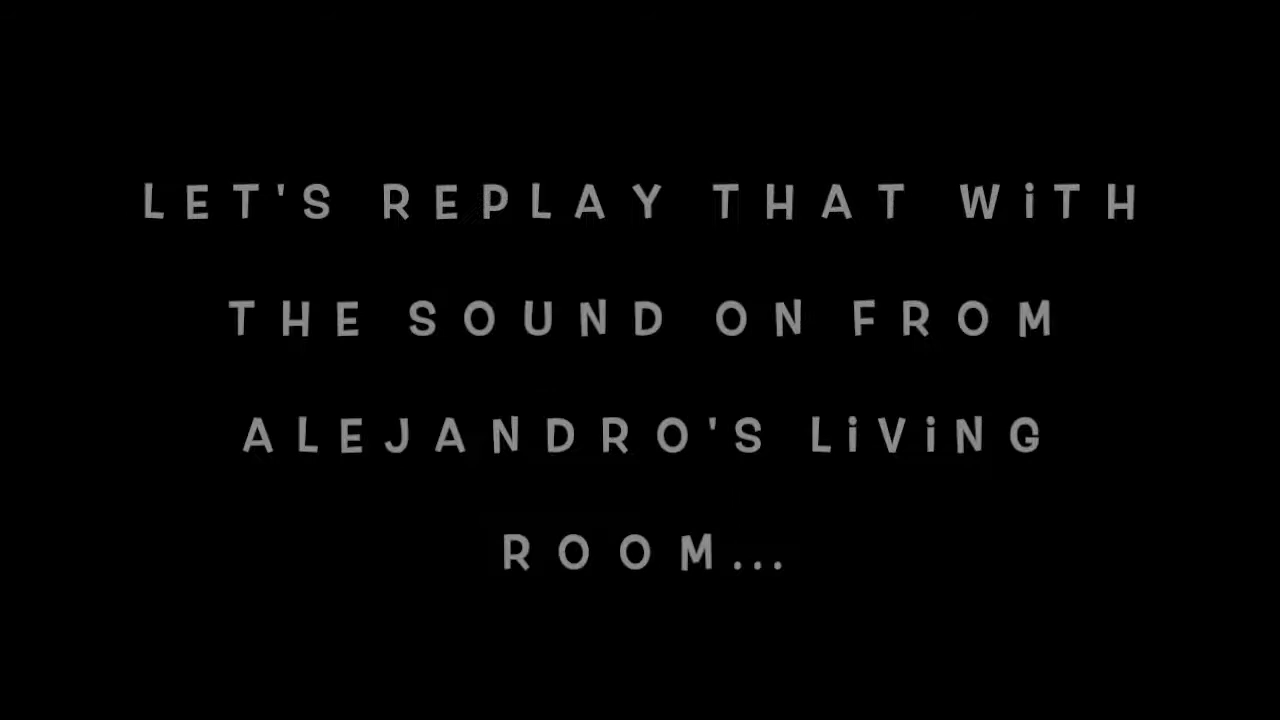 LET'S REPLAY THAT WiTH
THE SOUND ON FROM
ALEJANDRO'S LiViNG
ROOM...